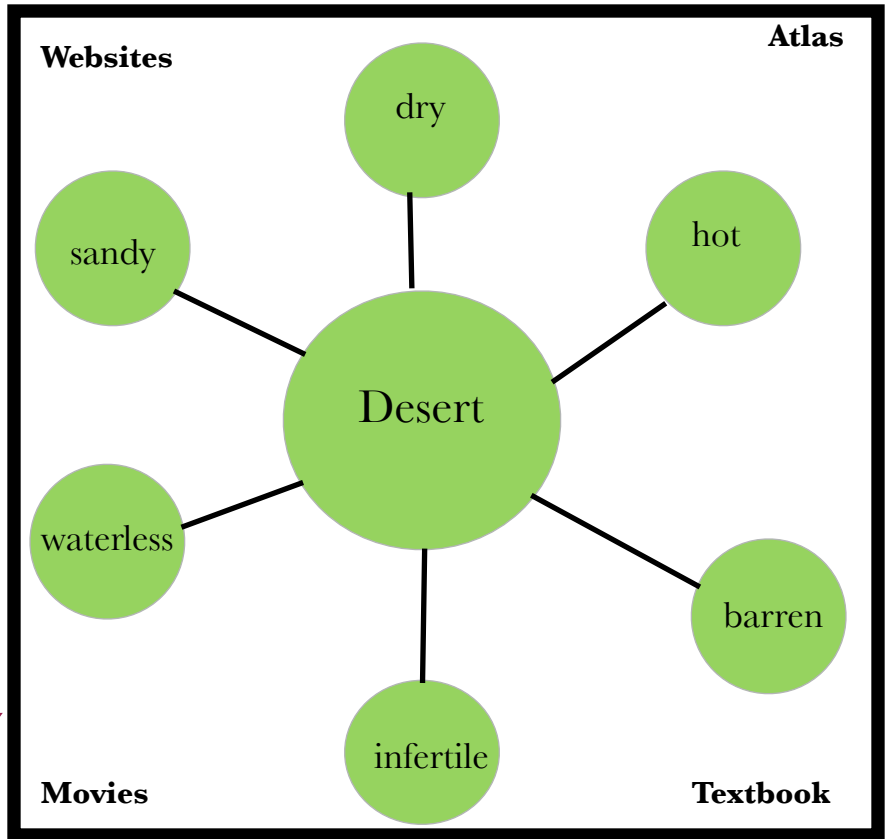 Atlas
Websites
dry
hot
sandy
Desert
waterless
barren
infertile
Movies
Textbook